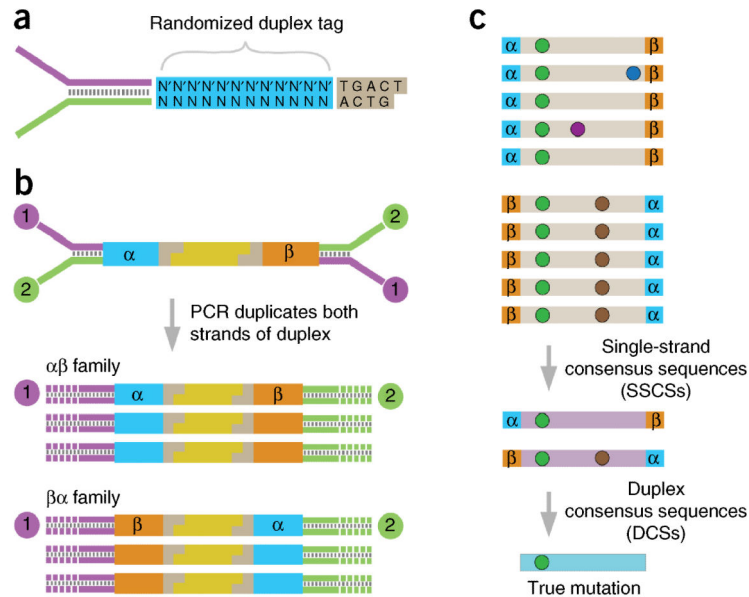 a
Randomized duplex tag
N'N'N'N'N'N'N'N'N'N'N'N' TGACT
NNNNNNNNNNNN ACTG
b
1
2
α
β
2
1
PCR duplicates both
strands of duplex
αβ family
1
α
β
2
βα family
1
β
α
2
c
α β
α β
α β
α β
α β
β α
β α
β α
β α
β α
Single-strand
consensus sequences
(SSCSs)
α β
β α
Duplex
consensus sequences
(DCSs)
True mutation